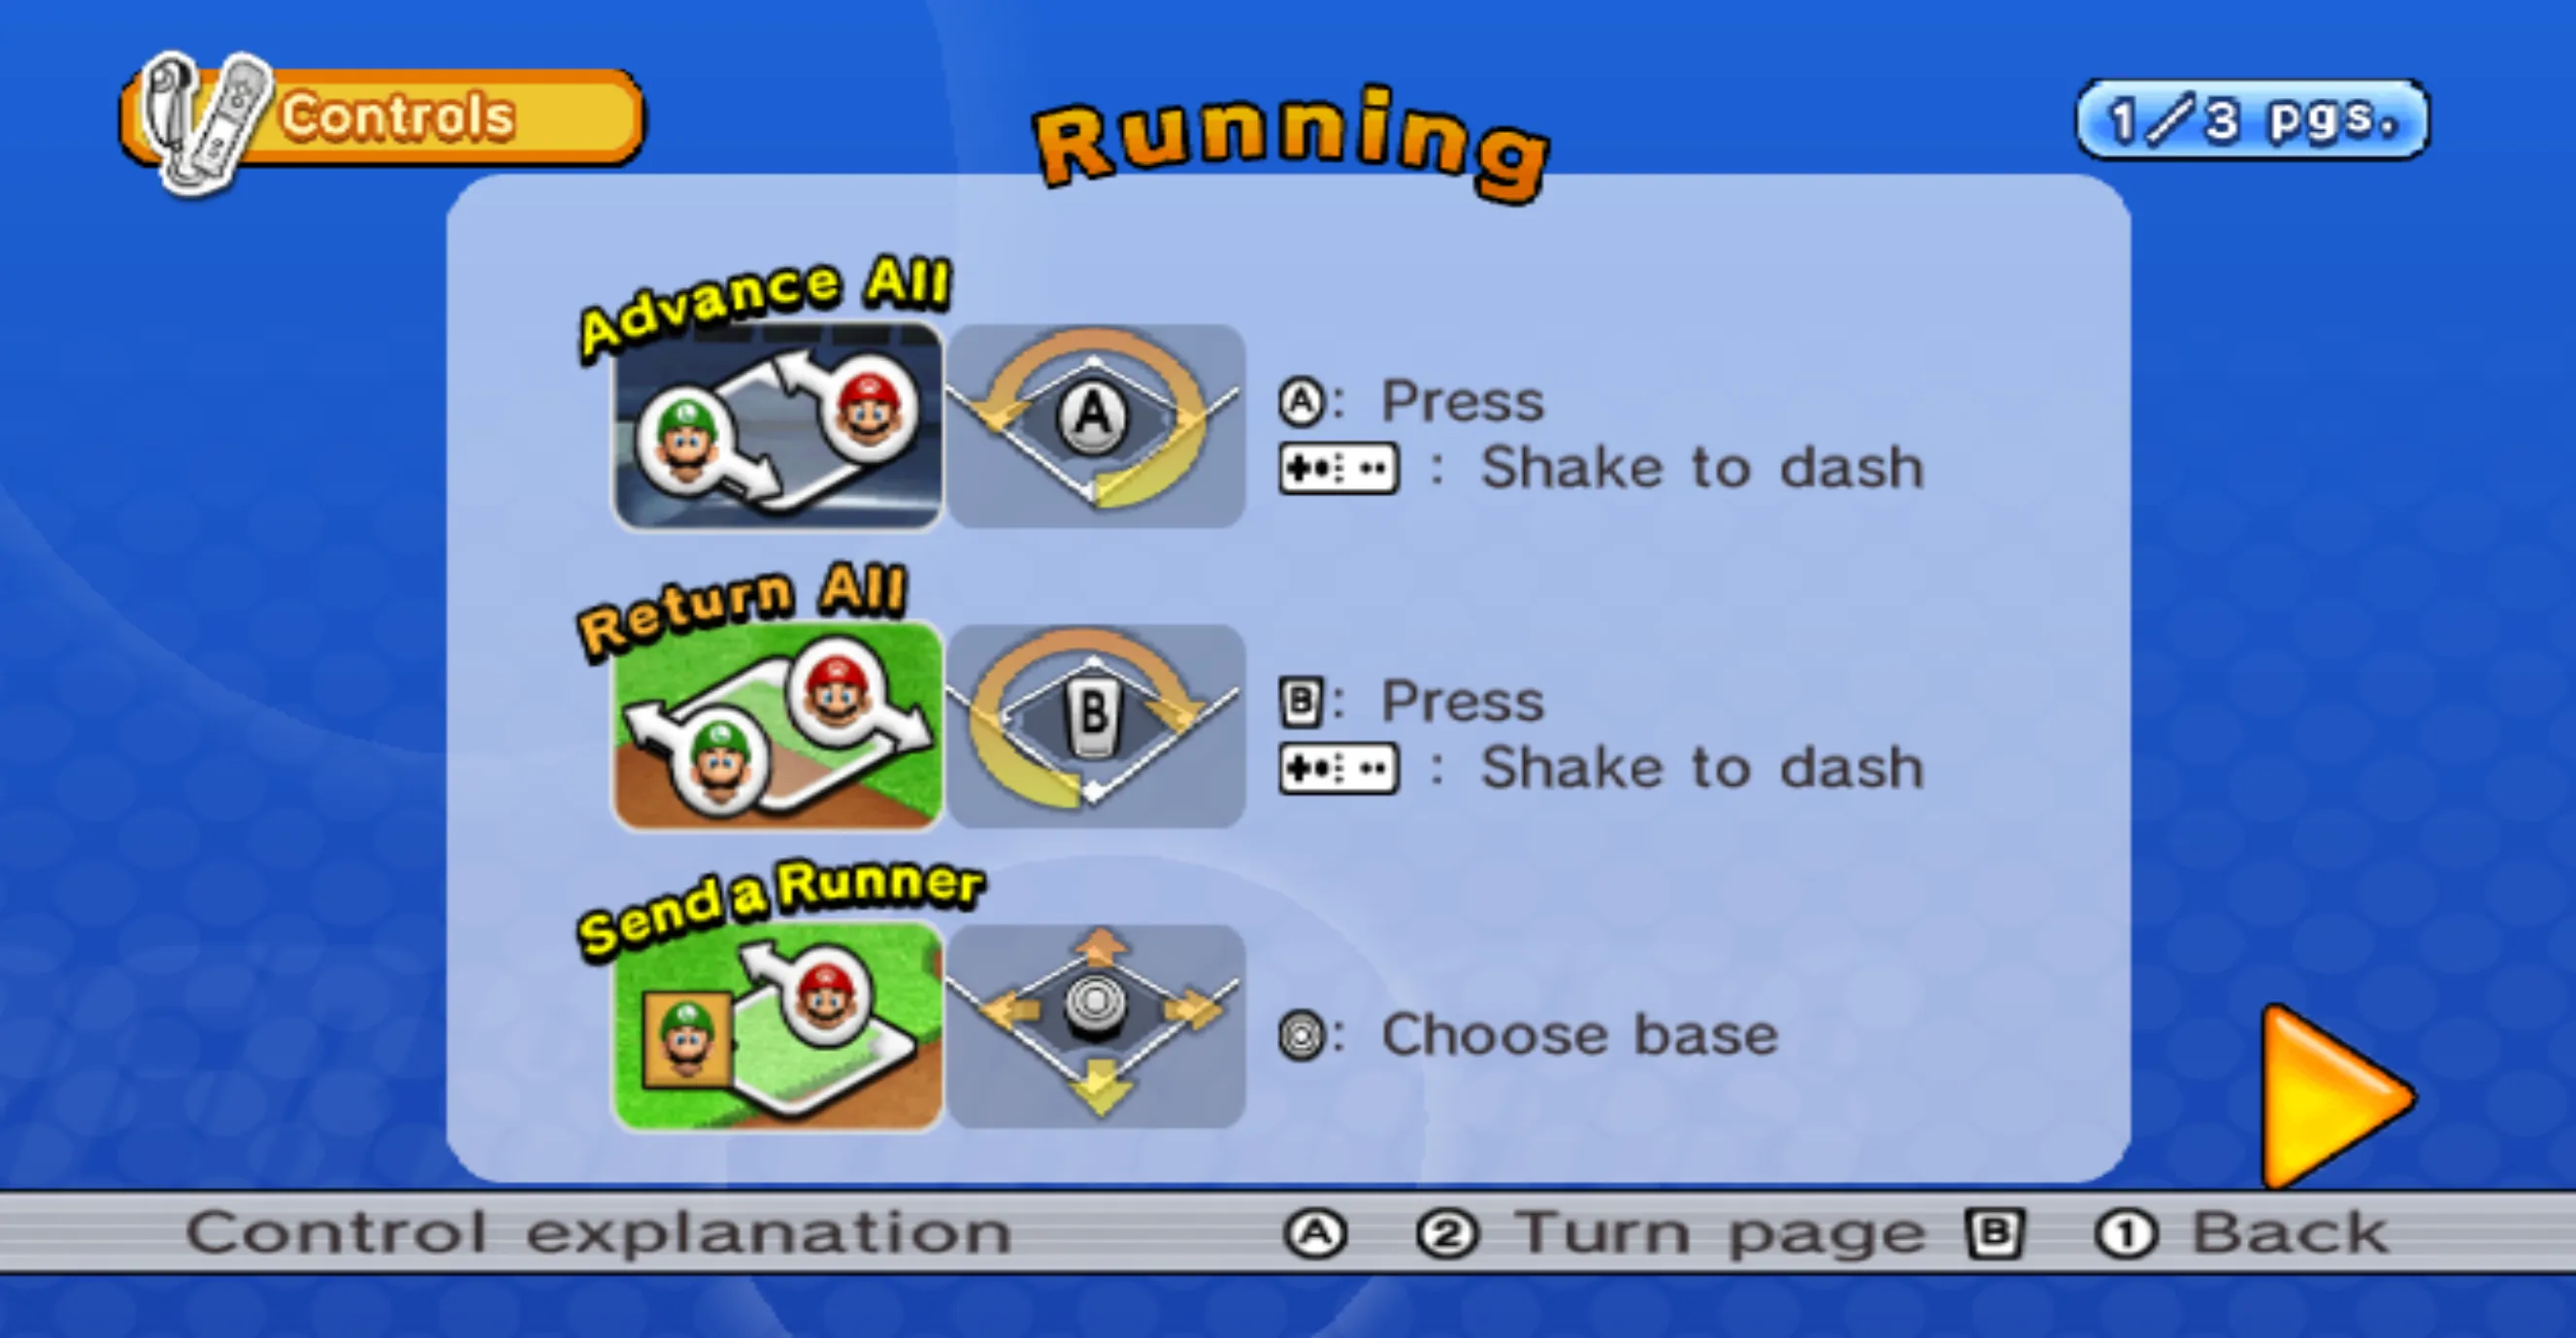 Controls
Running
1/3 pgs.
Advance All
A
A: Press
: Shake to dash
Return All
B
B: Press
: Shake to dash
Send a Runner
: Choose base
Control explanation
A 2 Turn page B 1 Back